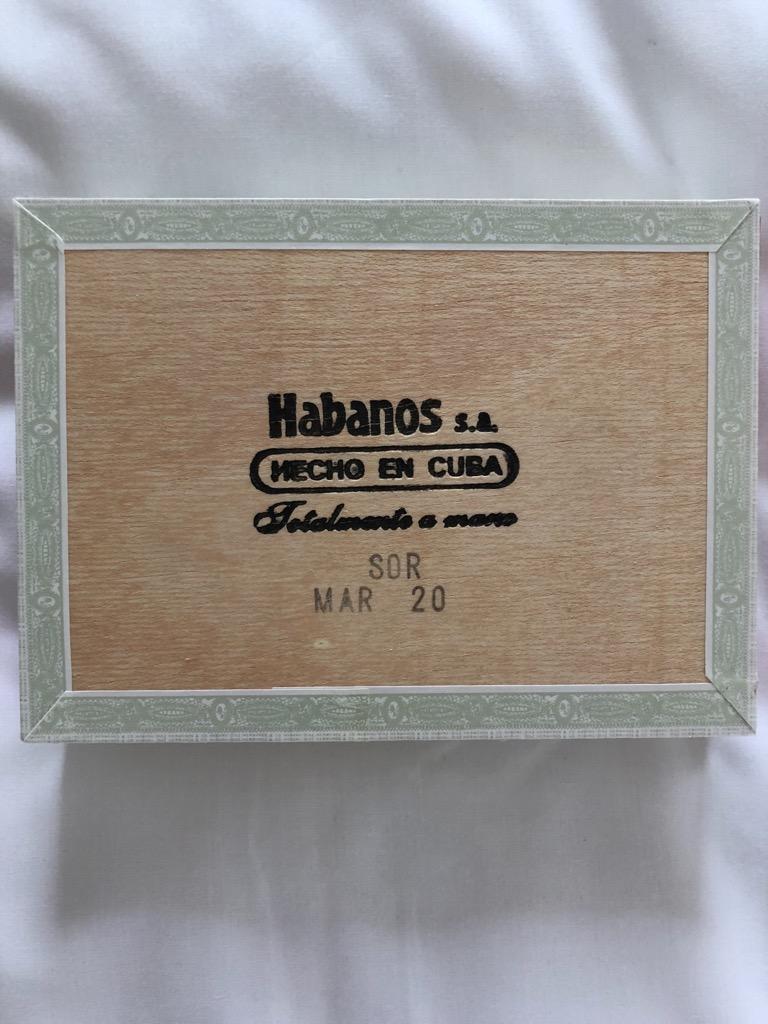 Habanos s.a.
HECHO EN CUBA
Totalmente a mano
SOR
MAR 20